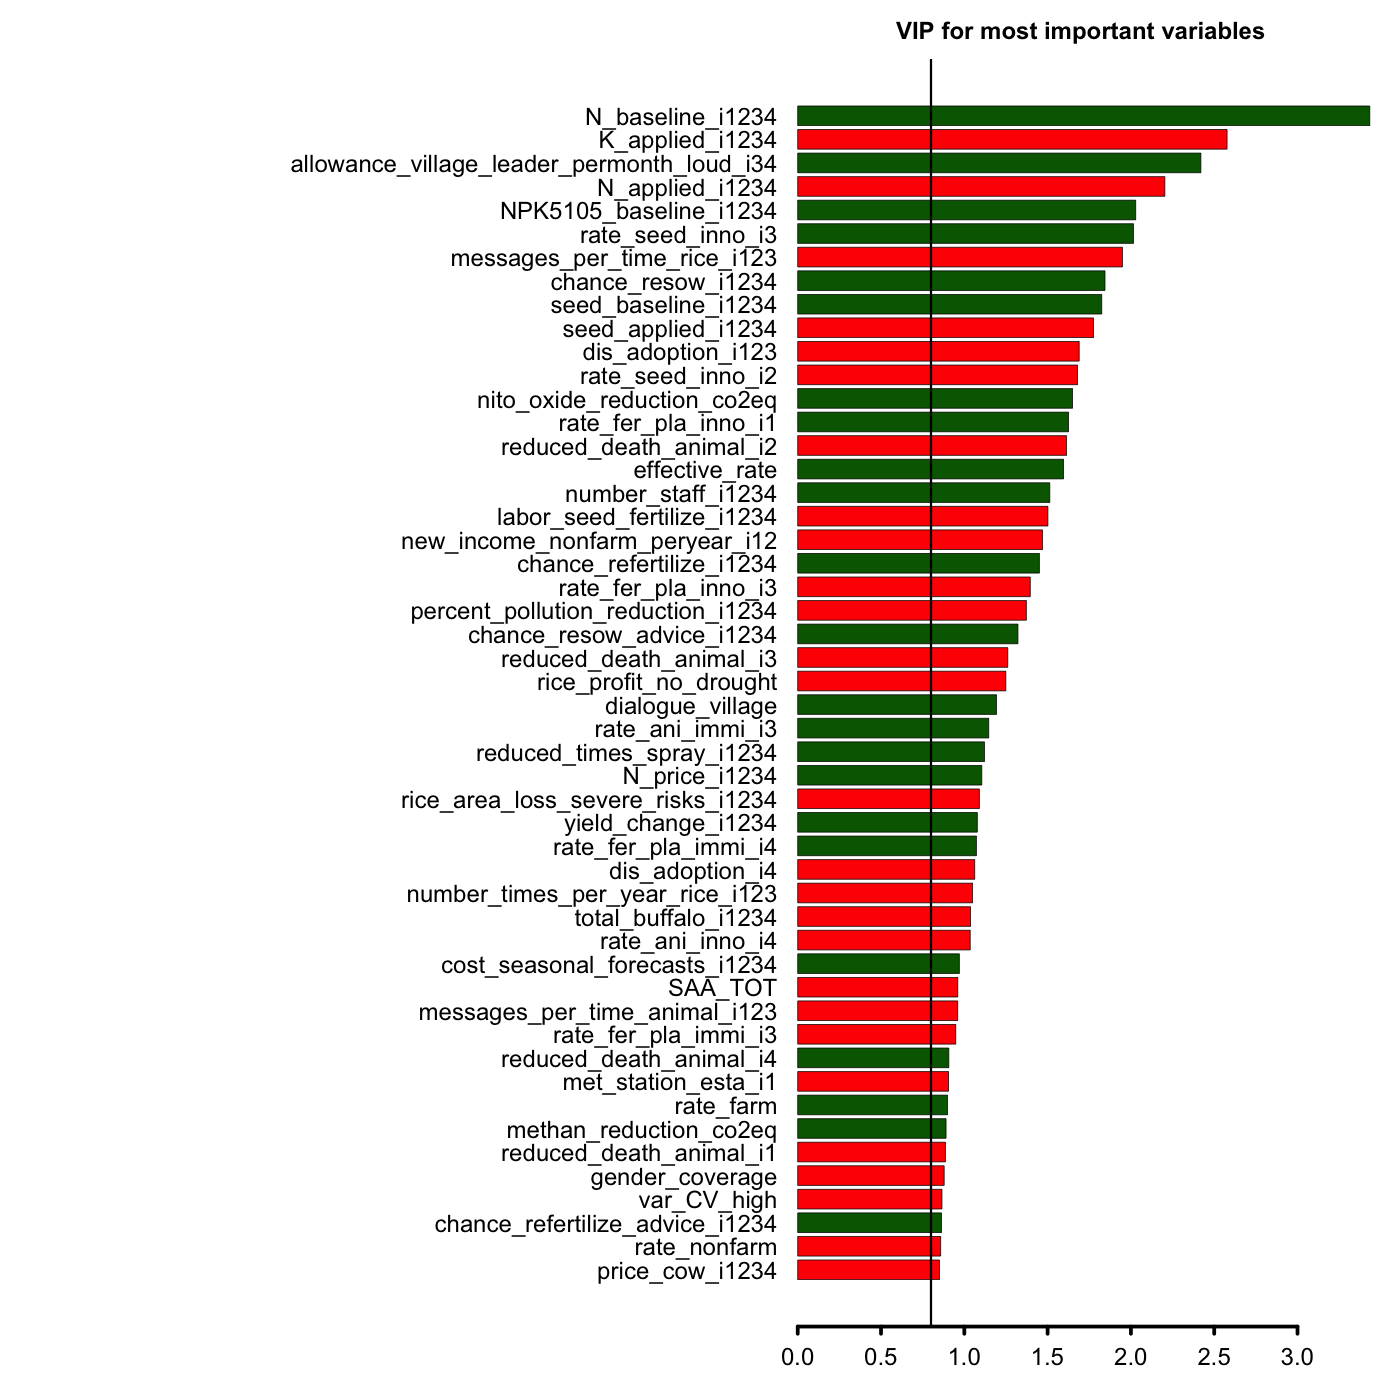 VIP for most important variables
N_baseline_i1234
K_applied_i1234
allowance_village_leader_permonth_loud_i34
N_applied_i1234
NPK5105_baseline_i1234
rate_seed_inno_i3
messages_per_time_rice_i123
chance_resow_i1234
seed_baseline_i1234
seed_applied_i1234
dis_adoption_i123
rate_seed_inno_i2
nito_oxide_reduction_co2eq
rate_fer_pla_inno_i1
reduced_death_animal_i2
effective_rate
number_staff_i1234
labor_seed_fertilize_i1234
new_income_nonfarm_peryear_i12
chance_refertilize_i1234
rate_fer_pla_inno_i3
percent_pollution_reduction_i1234
chance_resow_advice_i1234
reduced_death_animal_i3
rice_profit_no_drought
dialogue_village
rate_ani_immi_i3
reduced_times_spray_i1234
N_price_i1234
rice_area_loss_severe_risks_i1234
yield_change_i1234
rate_fer_pla_immi_i4
dis_adoption_i4
number_times_per_year_rice_i123
total_buffalo_i1234
rate_ani_inno_i4
cost_seasonal_forecasts_i1234
SAA_TOT
messages_per_time_animal_i123
rate_fer_pla_immi_i3
reduced_death_animal_i4
met_station_esta_i1
rate_farm
methan_reduction_co2eq
reduced_death_animal_i1
gender_coverage
var_CV_high
chance_refertilize_advice_i1234
rate_nonfarm
price_cow_i1234
0.0 0.5 1.0 1.5 2.0 2.5 3.0